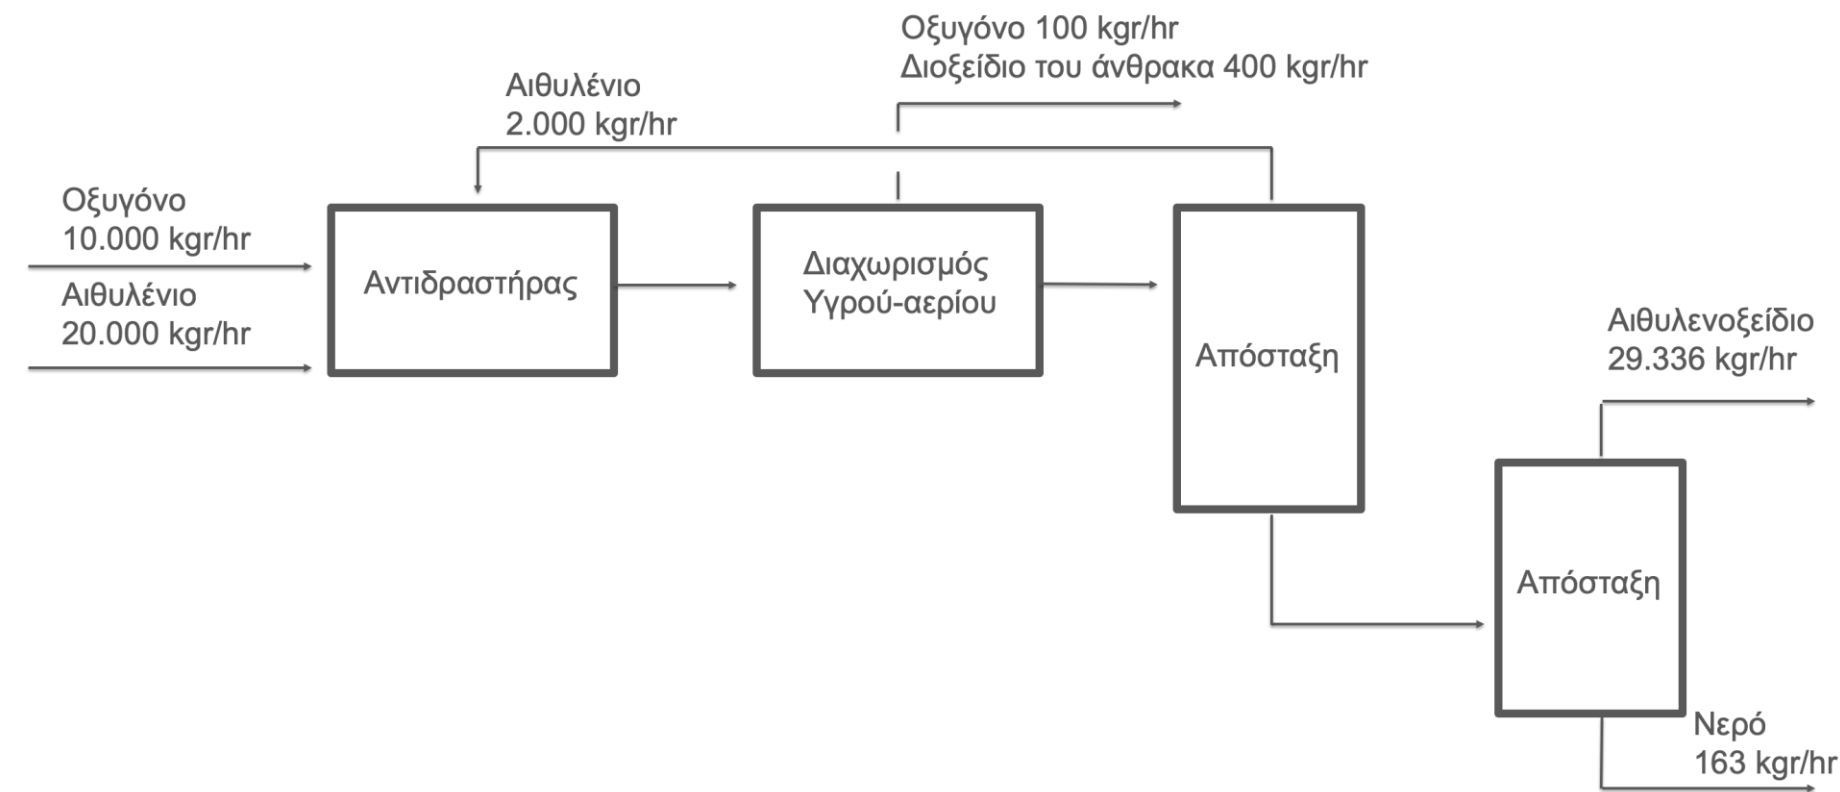 Οξυγόνο 100 kgr/hr
Διοξείδιο του άνθρακα 400 kgr/hr
Αιθυλένιο
2.000 kgr/hr
Οξυγόνο
10.000 kgr/hr
Αιθυλένιο
20.000 kgr/hr
Αντιδραστήρας
Διαχωρισμός
Υγρού-αερίου
Απόσταξη
Αιθυλενοξείδιο
29.336 kgr/hr
Απόσταξη
Νερό
163 kgr/hr